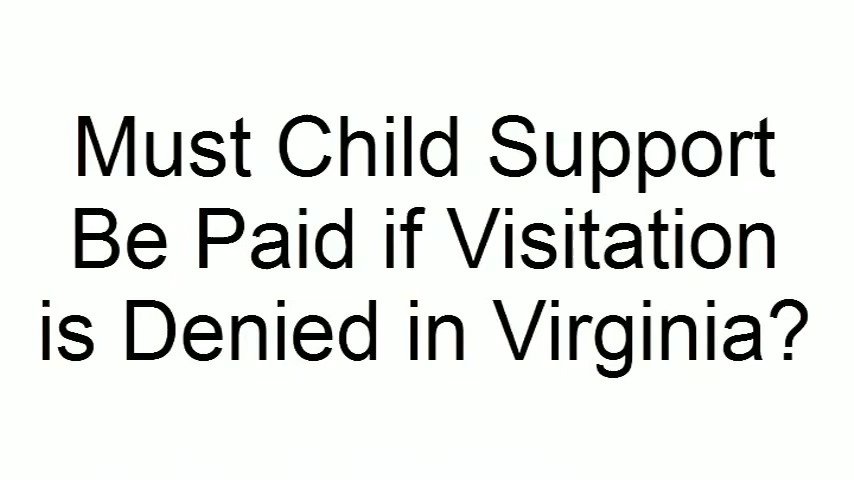 Must Child Support
Be Paid if Visitation
is Denied in Virginia?